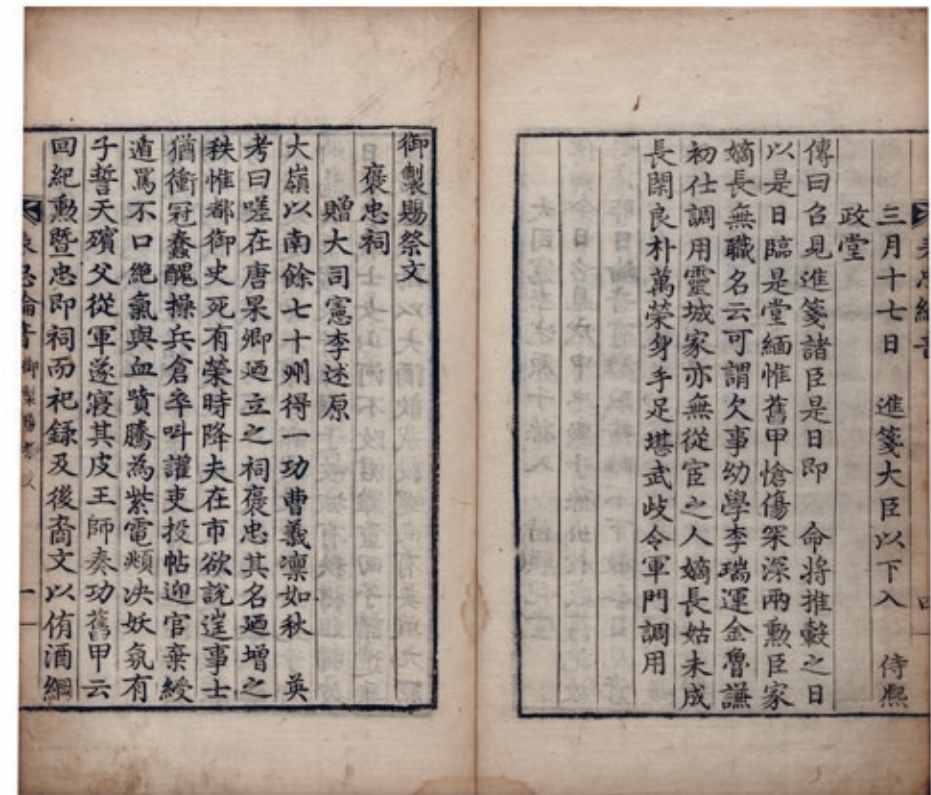 三月十七日　進箋大臣以下入　侍熙
政堂
傳曰召見進箋諸臣是日即　命將推轂之日
以是日臨是堂緬惟舊甲愴傷罙深兩勳臣家
嫡長無職名云可謂欠事幼學李瑞運金魯謙
初仕調用靈城家亦無從宦之人嫡長姑未成
長閑良朴萬榮身手足堪武歧令軍門調用
御製賜祭文
褒忠祠
贈大司憲李述原
大嶺以南餘七十州得一功曹義凜如秋　英
考曰嗟在唐杲卿廼立之祠褒忠其名廼增之
秩惟都御史死有榮時降夫在市欲說逆事士
猶衝冠蠢醜操兵倉卒叫讙吏投帖迎官棄綬
遁罵不口絕氣與血噴騰為紫電頫决妖氛有
子誓天殯父從軍遂寢其皮王師奏功舊甲云
回紀勳暨忠即祠而祀錄及後裔文以侑酒綱